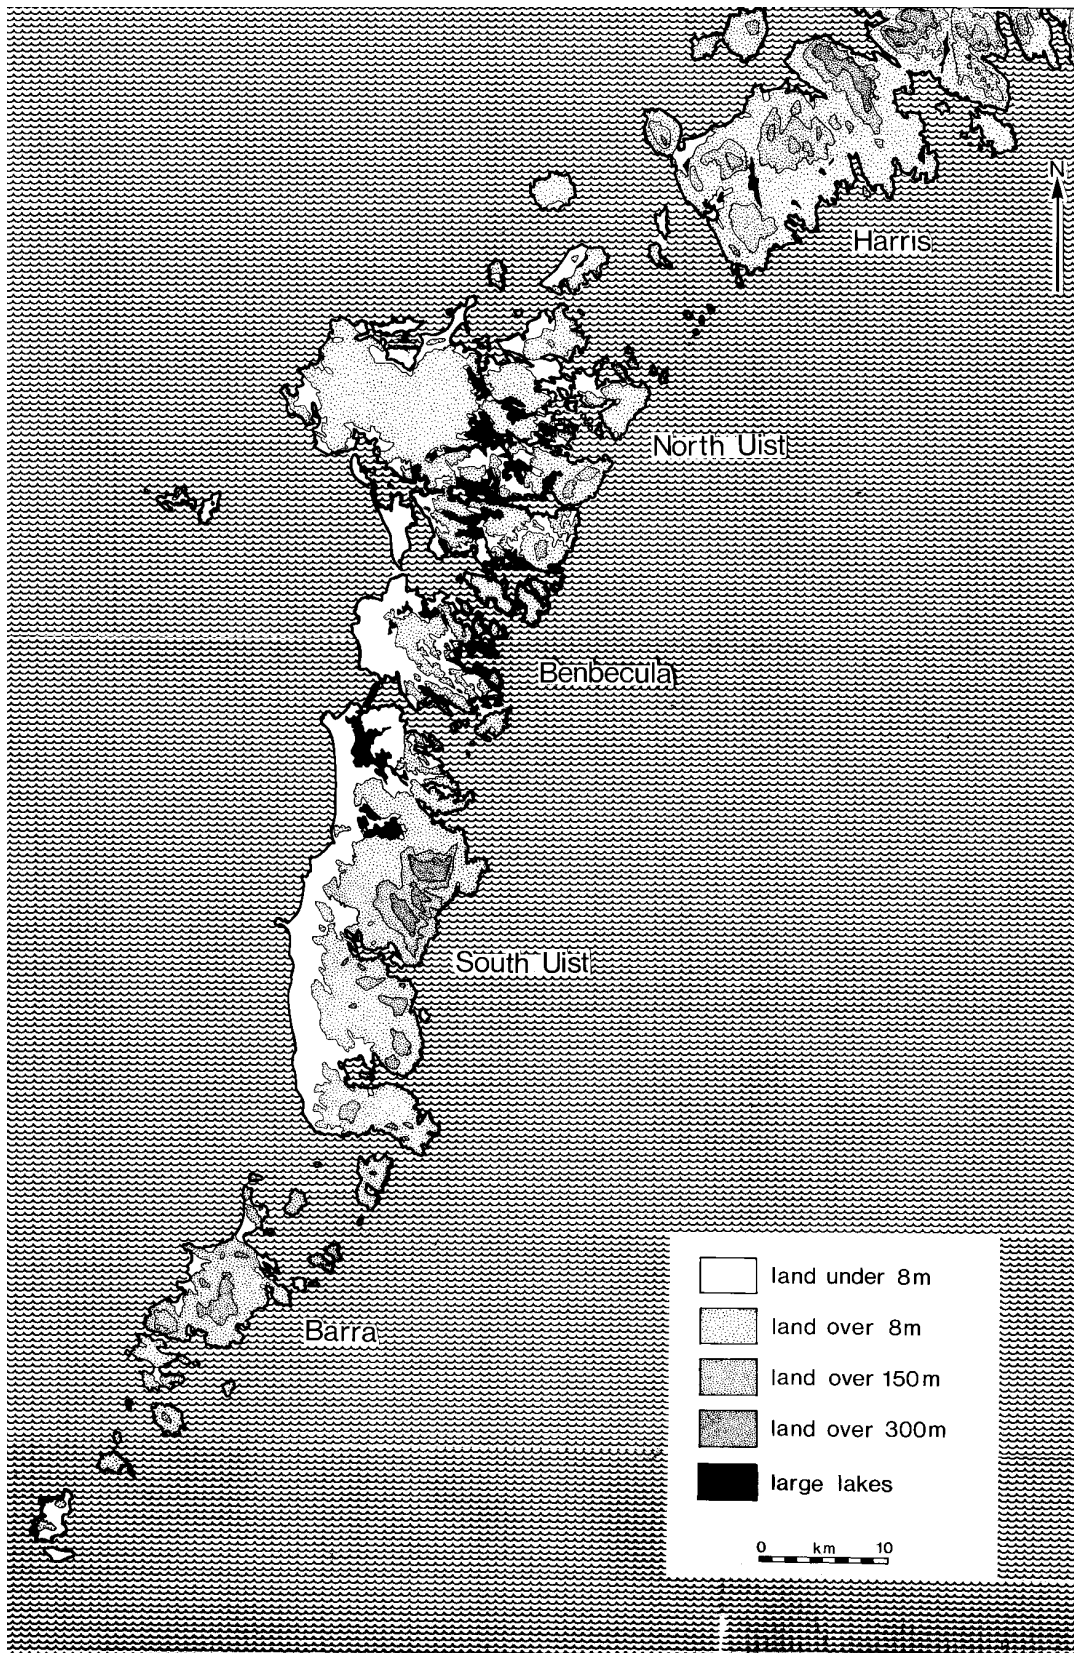 N
Harris
North Uist
Benbecula
South Uist
Barra
land under 8m
land over 8m
land over 150m
land over 300m
large lakes
0 km 10